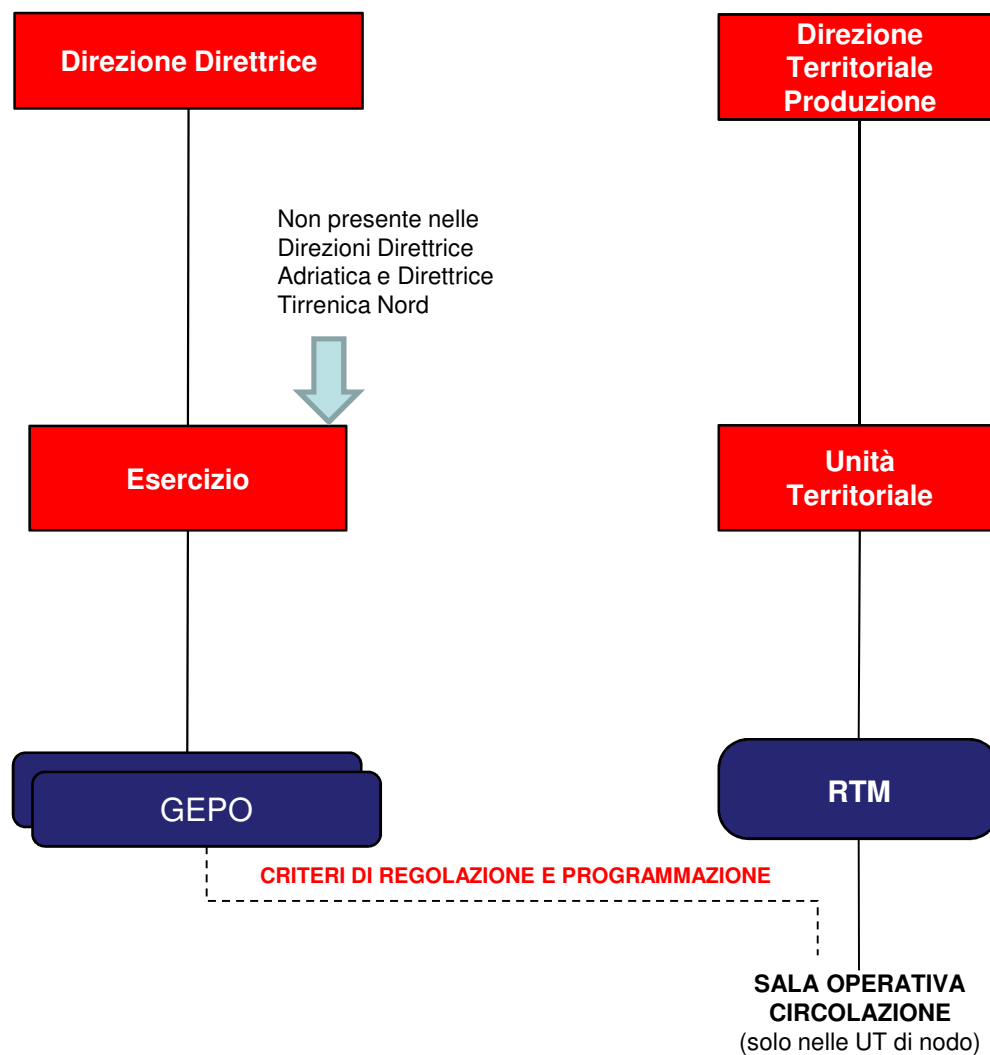 Direzione Direttrice
Direzione
Territoriale
Produzione
Non presente nelle
Direzioni Direttrice
Adriatica e Direttrice
Tirrenica Nord
Esercizio
Unità
Territoriale
GEPO
RTM
CRITERI DI REGOLAZIONE E PROGRAMMAZIONE
SALA OPERATIVA
CIRCOLAZIONE
(solo nelle UT di nodo)